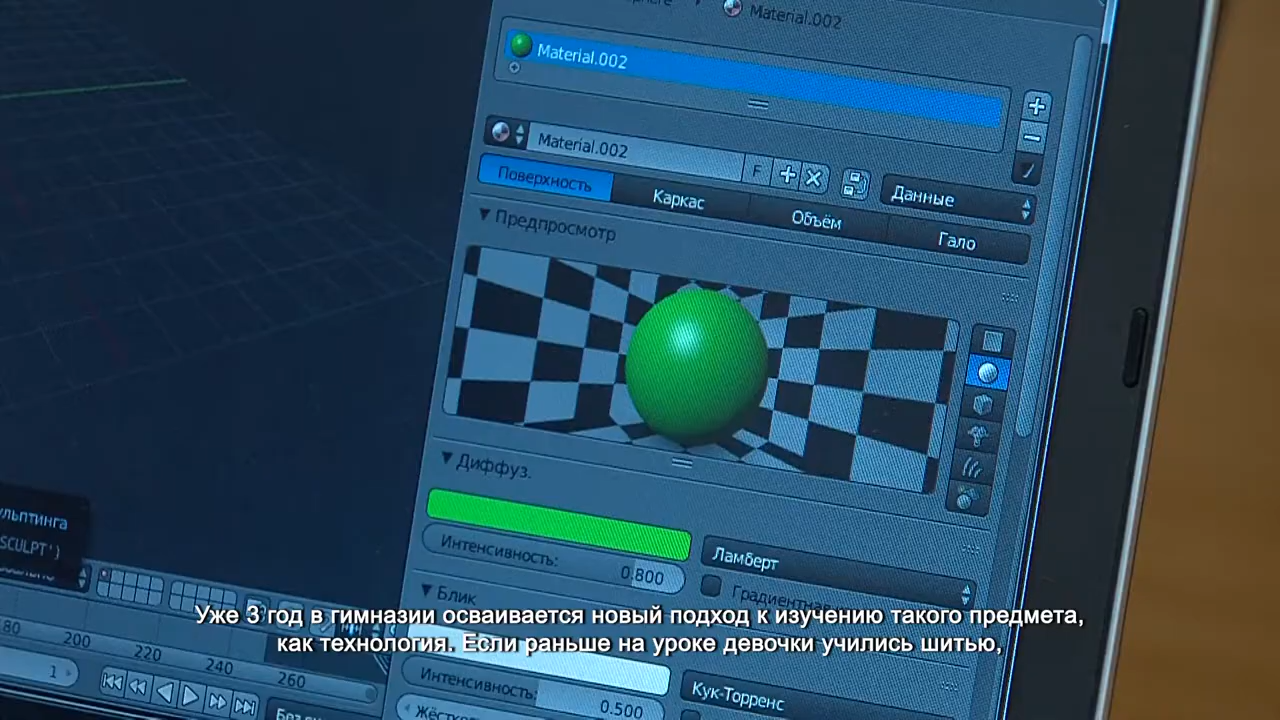 Material.002
Material.002
Material.002
F
Данные
Поверхность
Каркас
Объём
Гало
Предпросмотр
Диффуз.
Интенсивность:
0.800
Ламберт
SCULPT')
Блик
Уже 3 год в гимназии осваивается новый подход к изучению такого предмета,
как технология. Если раньше на уроке девочки учились шитью,
200
220
240
260
1
Интенсивность:
0.500
Кук-Торренс